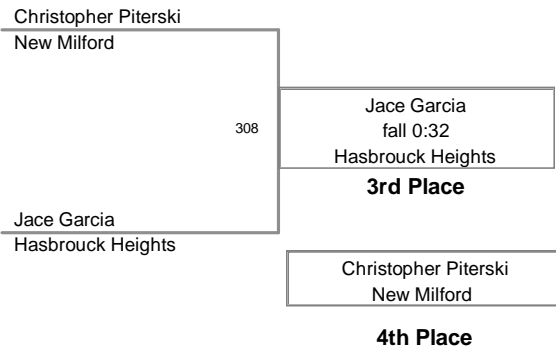 Christopher Piterski
New Milford
308
Jace Garcia
fall 0:32
Hasbrouck Heights
3rd Place
Jace Garcia
Hasbrouck Heights
Christopher Piterski
New Milford
4th Place